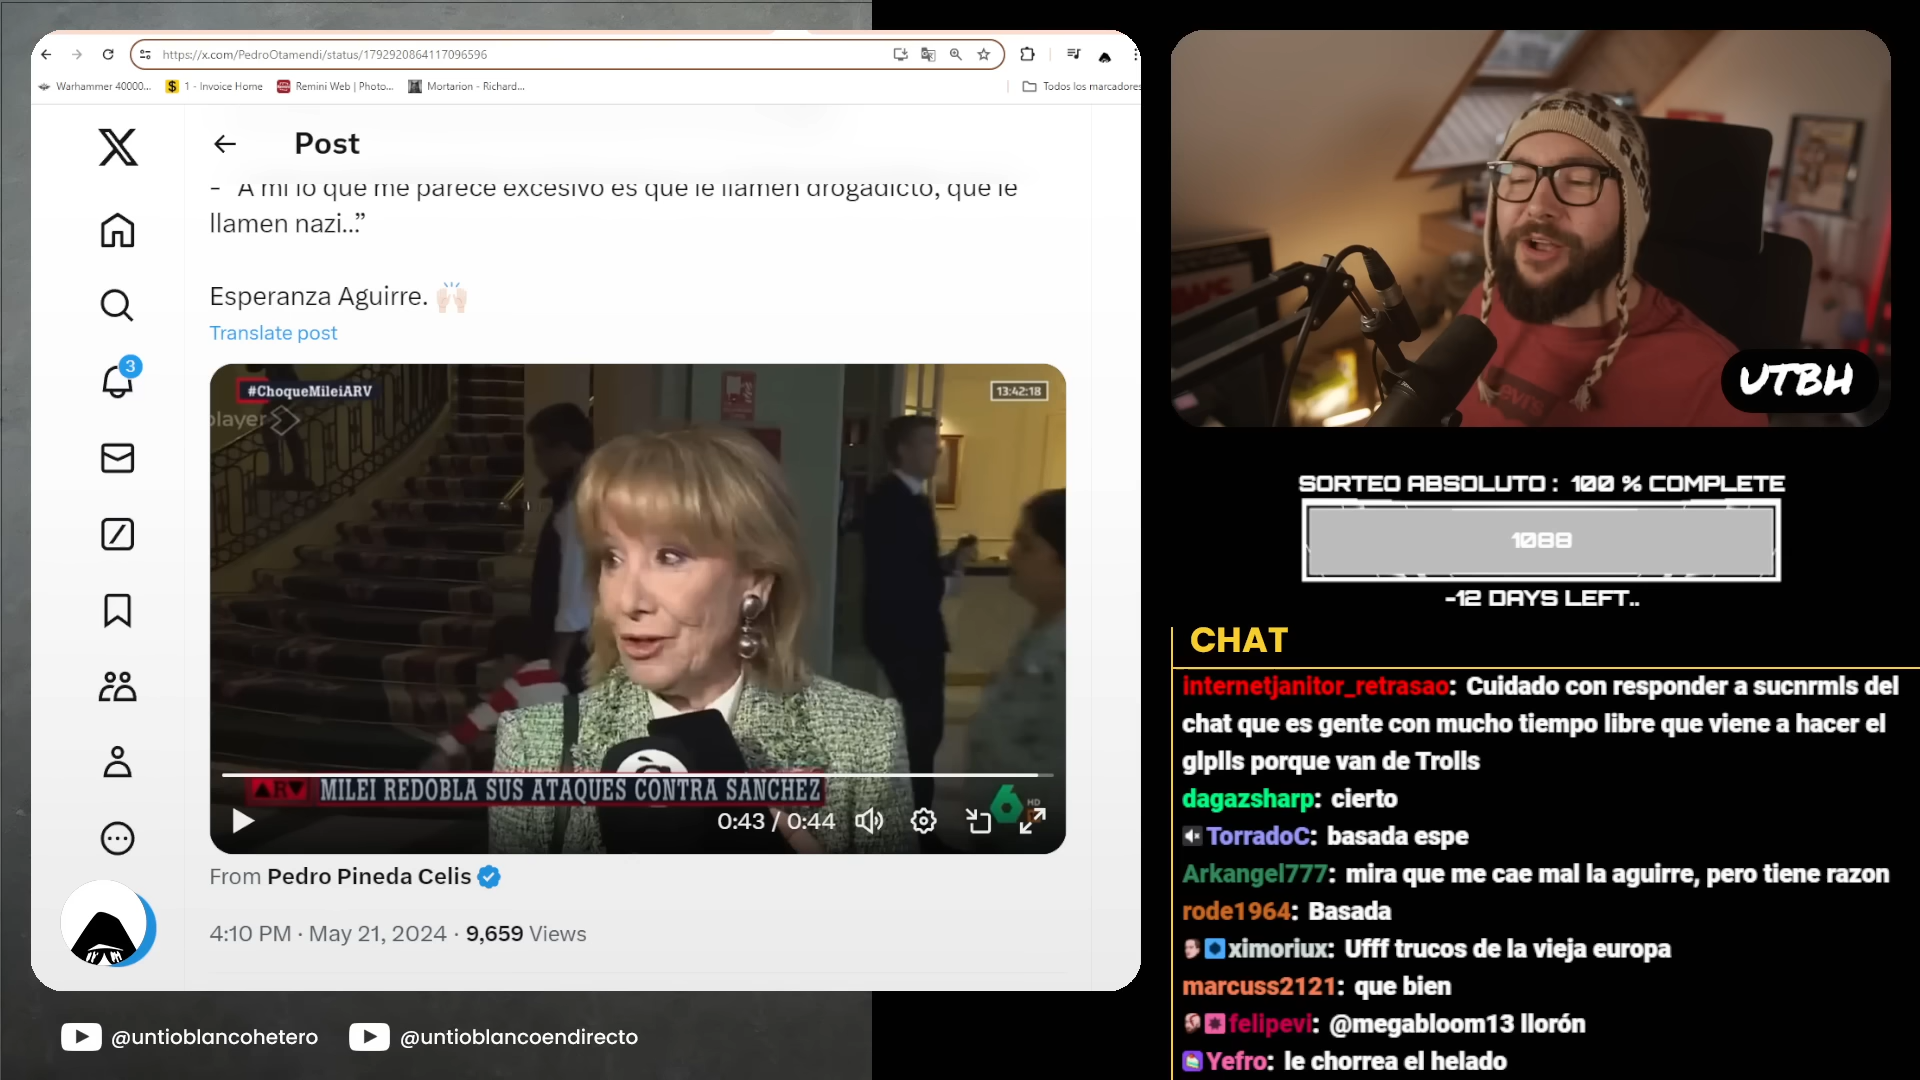 https://x.com/PedroOtamendi/status/1792920864117096596
Warhammer 40000...
1 - Invoice Home
Remini Web | Photo...
Mortarion - Richard...
Todos los marcadores
Post
- “A mí lo que me parece excesivo es que le llamen drogadicto, que le
llamen nazi...”
Esperanza Aguirre. 🙌🏻
Translate post
3
#ChoqueMileiARV
player
13:42:18
ARV MILEI REDOBLA SUS ATAQUES CONTRA SÁNCHEZ
HD
0:43 / 0:44
From Pedro Pineda Celis
4:10 PM · May 21, 2024 · 9,659 Views
@untioblancohetero
@untioblancoendirecto
Levi's
UTBH
SORTEO ABSOLUTO : 100 % COMPLETE
1088
-12 DAYS LEFT..
CHAT
internetjanitor_retrasao: Cuidado con responder a sucnrmls del
chat que es gente con mucho tiempo libre que viene a hacer el
glplls porque van de Trolls
dagazsharp: cierto
TorradoC: basada espe
Arkangel777: mira que me cae mal la aguirre, pero tiene razon
rode1964: Basada
ximoriux: Ufff trucos de la vieja europa
marcuss2121: que bien
felipevi: @megabloom13 llorón
Yefro: le chorrea el helado